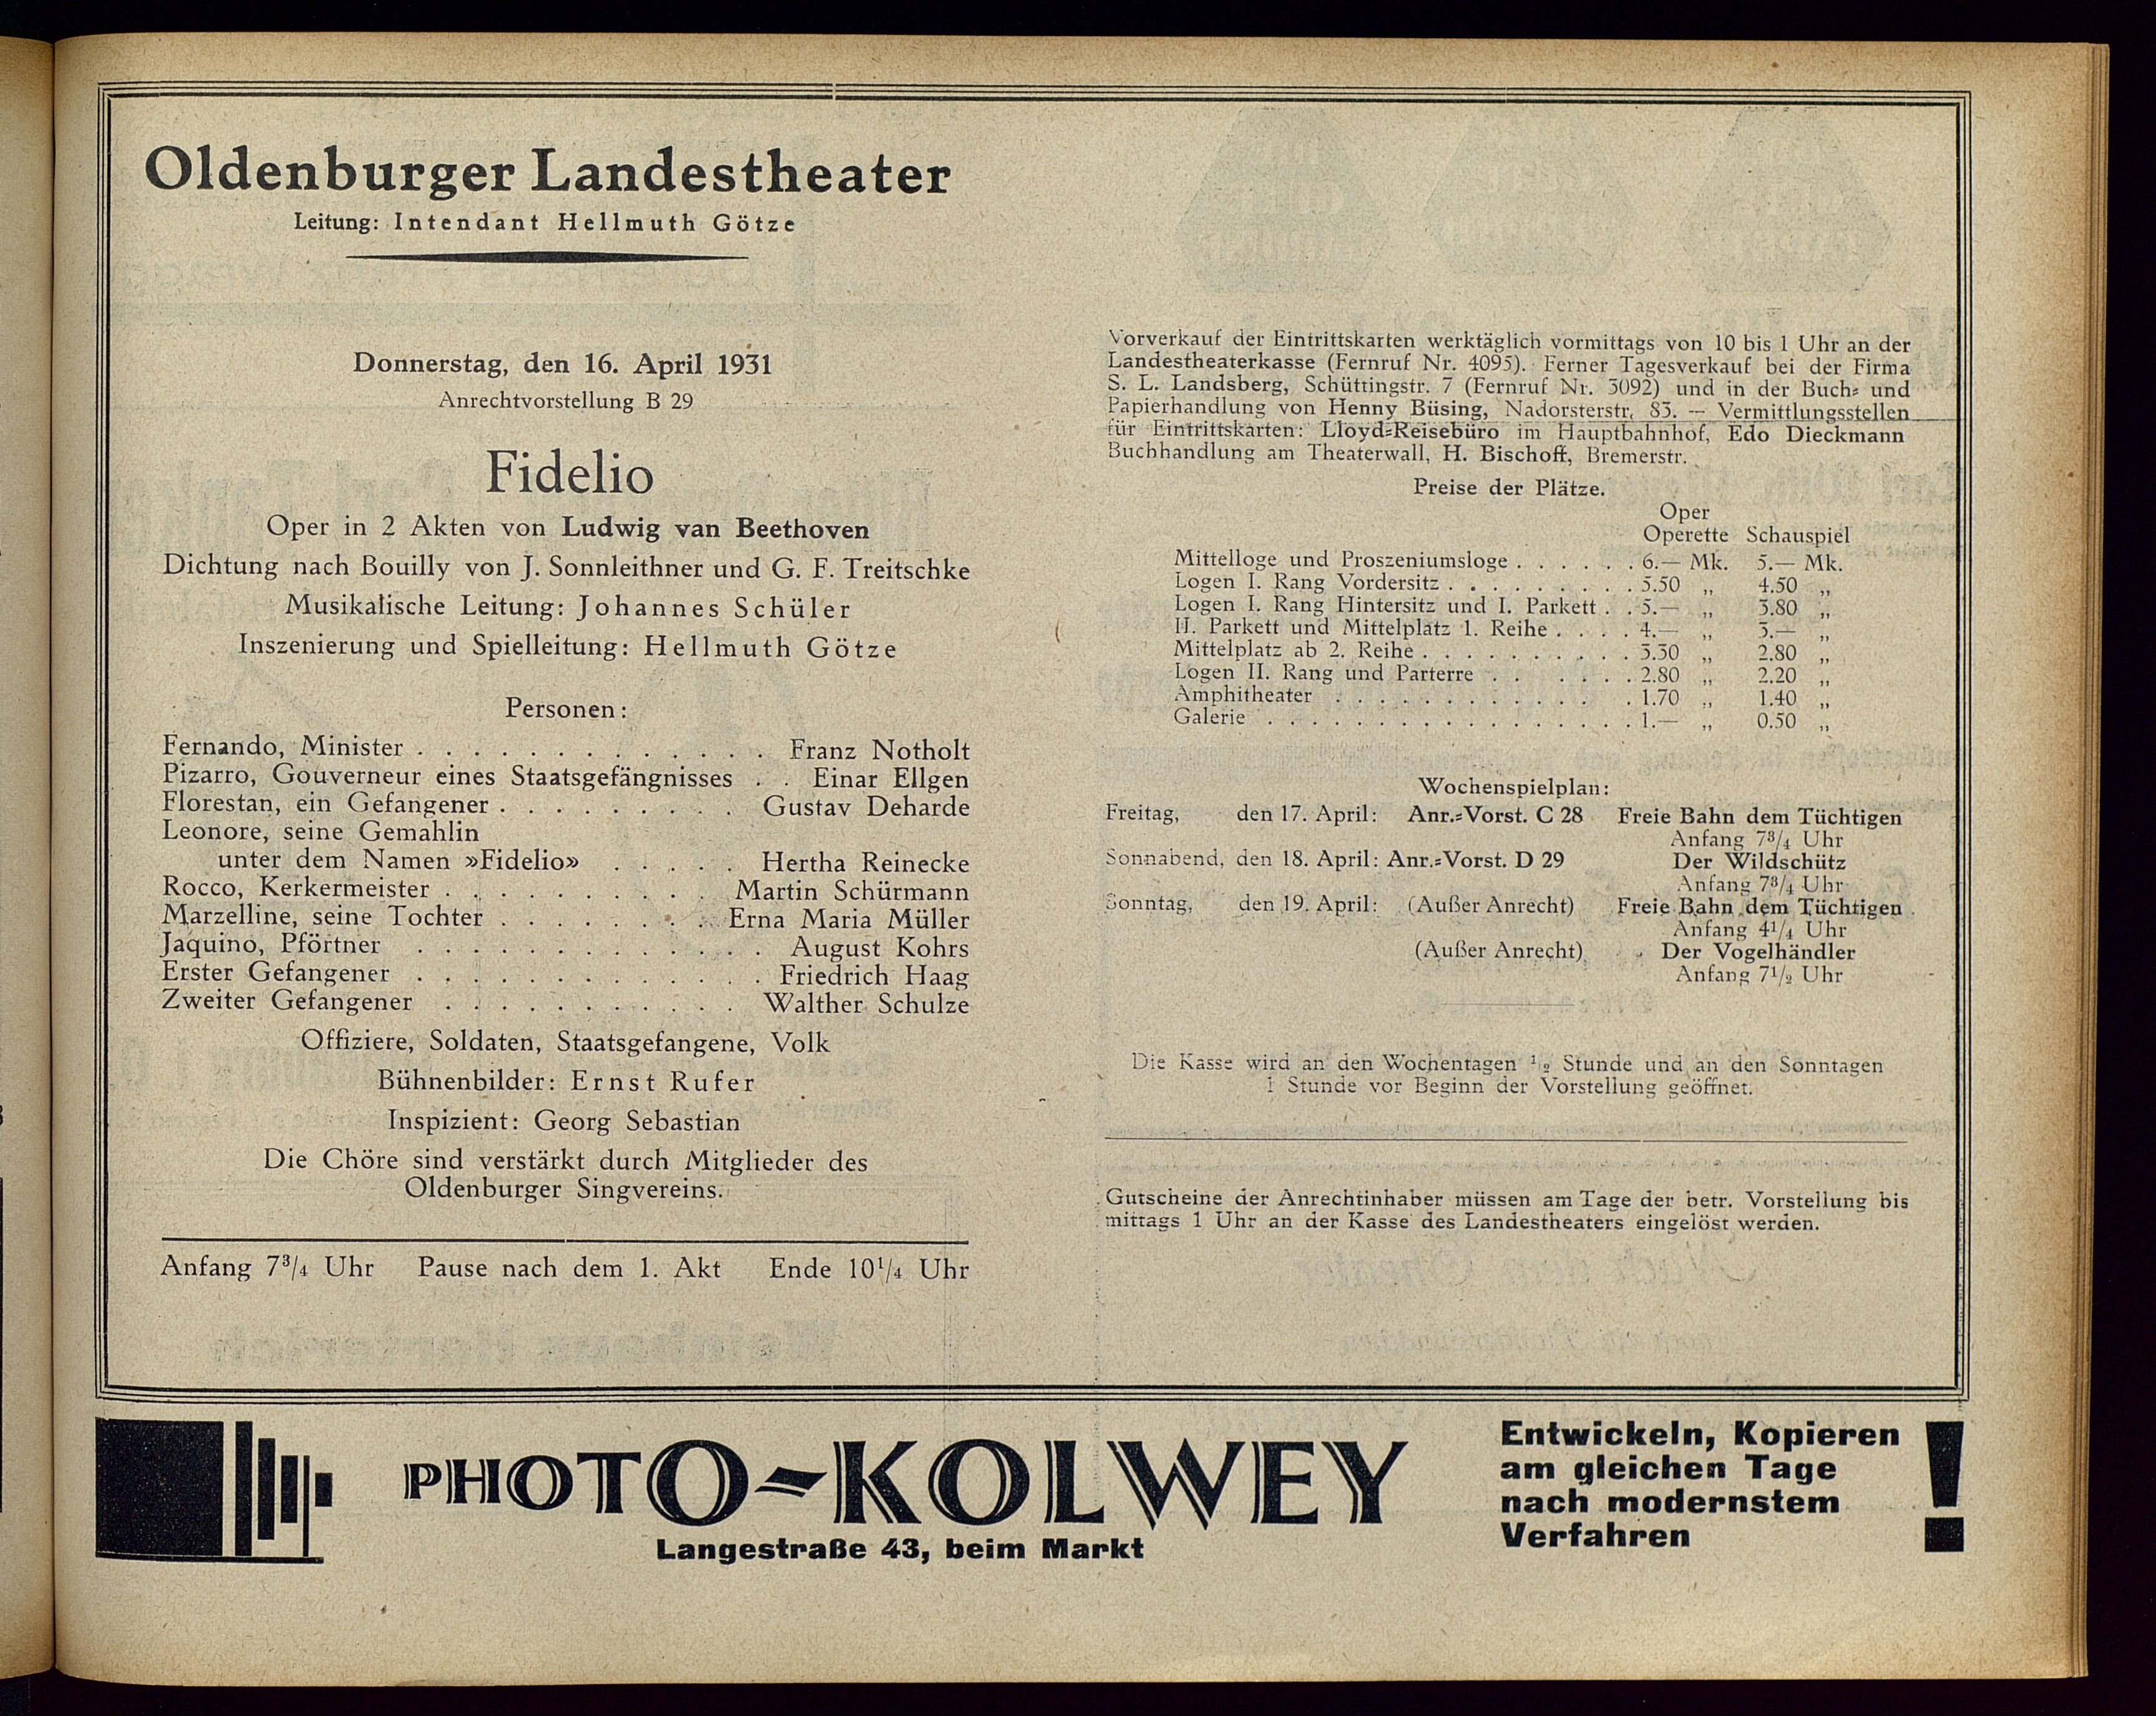 Oldenburger Landestheater
Leitung: Intendant Hellmuth Götze
Donnerstag, den 16. April 1931
Anrechtvorstellung B 29
Fidelio
Oper in 2 Akten von Ludwig van Beethoven
Dichtung nach Bouilly von J. Sonnleithner und G. F. Treitschke
Musikalische Leitung: Johannes Schüler
Inszenierung und Spielleitung: Hellmuth Götze
Personen:
Fernando, Minister . . . . . . . . . . . . . Franz Notholt
Pizarro, Gouverneur eines Staatsgefängnisses . . Einar Ellgen
Florestan, ein Gefangener . . . . . . . . . Gustav Deharde
Leonore, seine Gemahlin
unter dem Namen »Fidelio» . . . . . Hertha Reinecke
Rocco, Kerkermeister . . . . . . . . . . Martin Schürmann
Marzelline, seine Tochter . . . . . . . . Erna Maria Müller
Jaquino, Pförtner . . . . . . . . . . . . . August Kohrs
Erster Gefangener . . . . . . . . . . . . . Friedrich Haag
Zweiter Gefangener . . . . . . . . . . . Walther Schulze
Offiziere, Soldaten, Staatsgefangene, Volk
Bühnenbilder: Ernst Rufer
Inspizient: Georg Sebastian
Die Chöre sind verstärkt durch Mitglieder des
Oldenburger Singvereins.
Anfang 7³/₄ Uhr Pause nach dem 1. Akt Ende 10¹/₄ Uhr
Vorverkauf der Eintrittskarten werktäglich vormittags von 10 bis 1 Uhr an der
Landestheaterkasse (Fernruf Nr. 4095). Ferner Tagesverkauf bei der Firma
S. L. Landsberg, Schüttingstr. 7 (Fernruf Nr. 3092) und in der Buch- und
Papierhandlung von Henny Büsing, Nadorsterstr. 83. — Vermittlungsstellen
für Eintrittskarten: Lloyd-Reisebüro im Hauptbahnhof, Edo Dieckmann
Buchhandlung am Theaterwall, H. Bischoff, Bremerstr.
Preise der Plätze.
Oper
Operette Schauspiel
Mittelloge und Proszeniumsloge . . . . . . 6.— Mk. 5.— Mk.
Logen I. Rang Vordersitz . . . . . . . . . 5.50 „ 4.50 „
Logen I. Rang Hintersitz und I. Parkett . . 5.— „ 3.80 „
II. Parkett und Mittelplatz 1. Reihe . . . . 4.— „ 3.— „
Mittelplatz ab 2. Reihe . . . . . . . . . . 3.30 „ 2.80 „
Logen II. Rang und Parterre . . . . . . 2.80 „ 2.20 „
Amphitheater . . . . . . . . . . . 1.70 „ 1.40 „
Galerie . . . . . . . . . . . . . . . . 1.— „ 0.50 „
Wochenspielplan:
Freitag, den 17. April: Anr.-Vorst. C 28 Freie Bahn dem Tüchtigen
Anfang 7³/₄ Uhr
Sonnabend, den 18. April: Anr.-Vorst. D 29 Der Wildschütz
Anfang 7³/₄ Uhr
Sonntag, den 19. April: (Außer Anrecht) Freie Bahn dem Tüchtigen
Anfang 4¹/₄ Uhr
(Außer Anrecht) Der Vogelhändler
Anfang 7¹/₂ Uhr
Die Kasse wird an den Wochentagen ¹/₂ Stunde und an den Sonntagen
1 Stunde vor Beginn der Vorstellung geöffnet.
Gutscheine der Anrechtinhaber müssen am Tage der betr. Vorstellung bis
mittags 1 Uhr an der Kasse des Landestheaters eingelöst werden.
PHOTO-KOLWEY
Langestraße 43, beim Markt
Entwickeln, Kopieren
am gleichen Tage
nach modernstem
Verfahren !